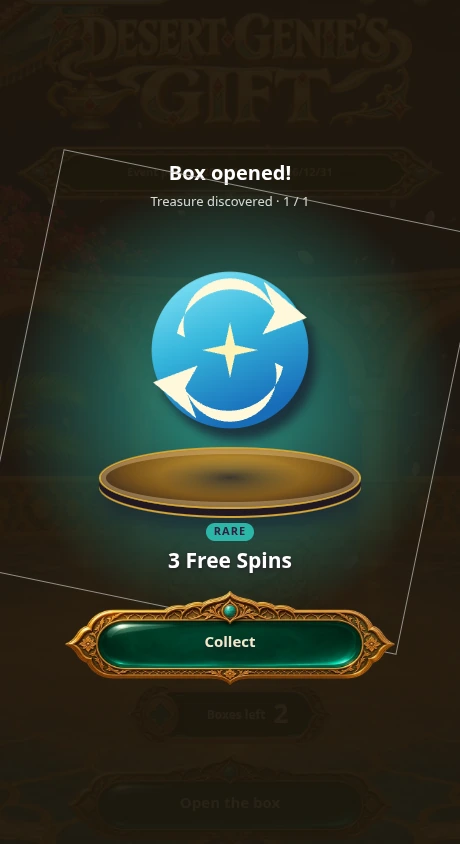 DESERT GENIE'S
GIFT
Box opened!
Treasure discovered · 1 / 1
RARE
3 Free Spins
Collect
Boxes left 2
Open the box